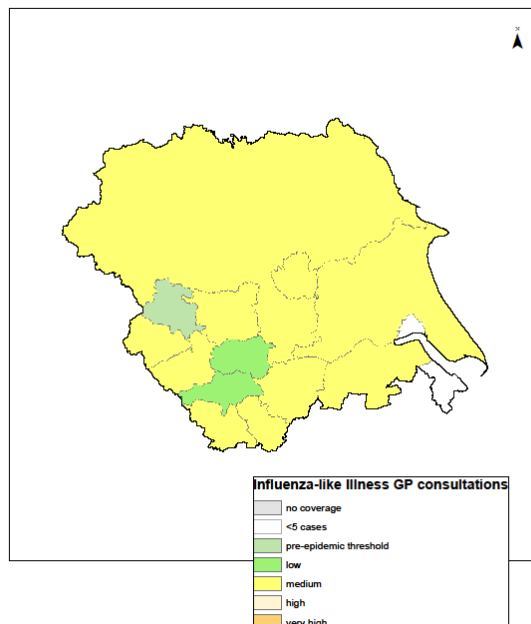 Influenza-like Illness GP consultations
no coverage
<5 cases
pre-epidemic threshold
low
medium
high
very high